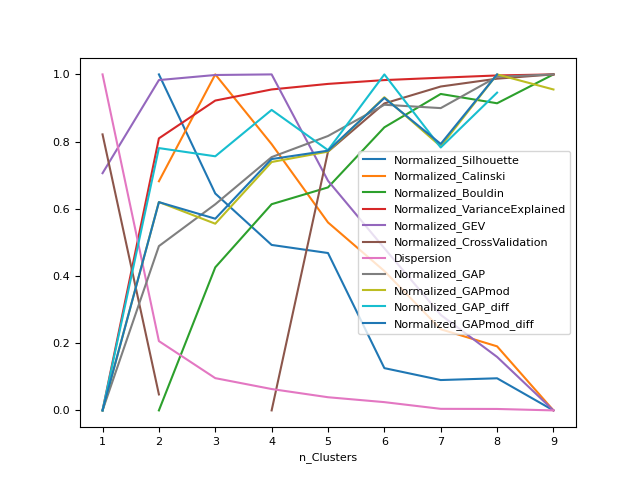 1.0
0.8
0.6
0.4
0.2
0.0
Normalized_Silhouette
Normalized_Calinski
Normalized_Bouldin
Normalized_VarianceExplained
Normalized_GEV
Normalized_CrossValidation
Dispersion
Normalized_GAP
Normalized_GAPmod
Normalized_GAP_diff
Normalized_GAPmod_diff
1 2 3 4 5 6 7 8 9
n_Clusters